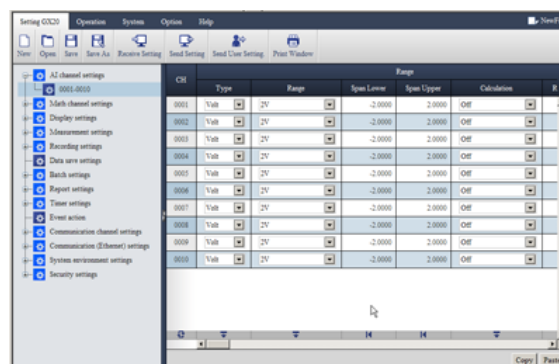 Setting GX20 Operation System Option Help
New Open Save Save As Receive Setting Send Setting Send User Setting Print Window
AI channel settings
0001-0010
Math channel settings
Display settings
Measurement settings
Recording settings
Data save settings
Batch settings
Report settings
Timer settings
Event action
Communication channel settings
Communication (Ethernet) settings
System environment settings
Security settings
CH Range
Type Range Span Lower Span Upper Calculation
0001 Volt 2V -2.0000 2.0000 Off
0002 Volt 2V -2.0000 2.0000 Off
0003 Volt 2V -2.0000 2.0000 Off
0004 Volt 2V -2.0000 2.0000 Off
0005 Volt 2V -2.0000 2.0000 Off
0006 Volt 2V -2.0000 2.0000 Off
0007 Volt 2V -2.0000 2.0000 Off
0008 Volt 2V -2.0000 2.0000 Off
0009 Volt 2V -2.0000 2.0000 Off
0010 Volt 2V -2.0000 2.0000 Off
Copy